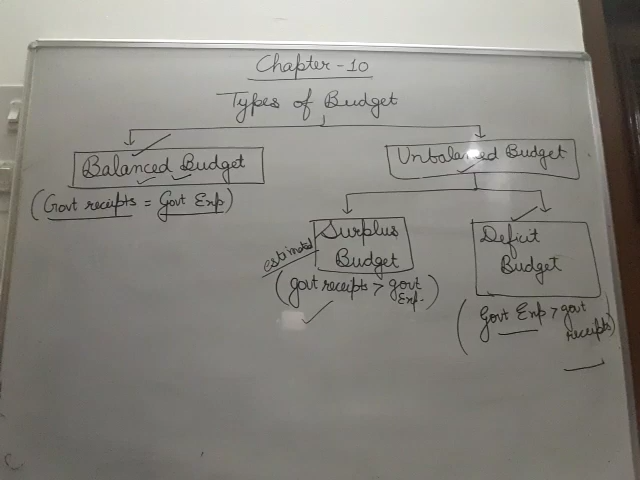 Chapter - 10
Types of Budget
Balanced Budget
(Govt receipts = Govt Exp)
Unbalanced Budget
Surplus
Budget
estimated
(govt receipts > govt
Exp.)
Deficit
Budget
(Govt Exp > govt
receipts)